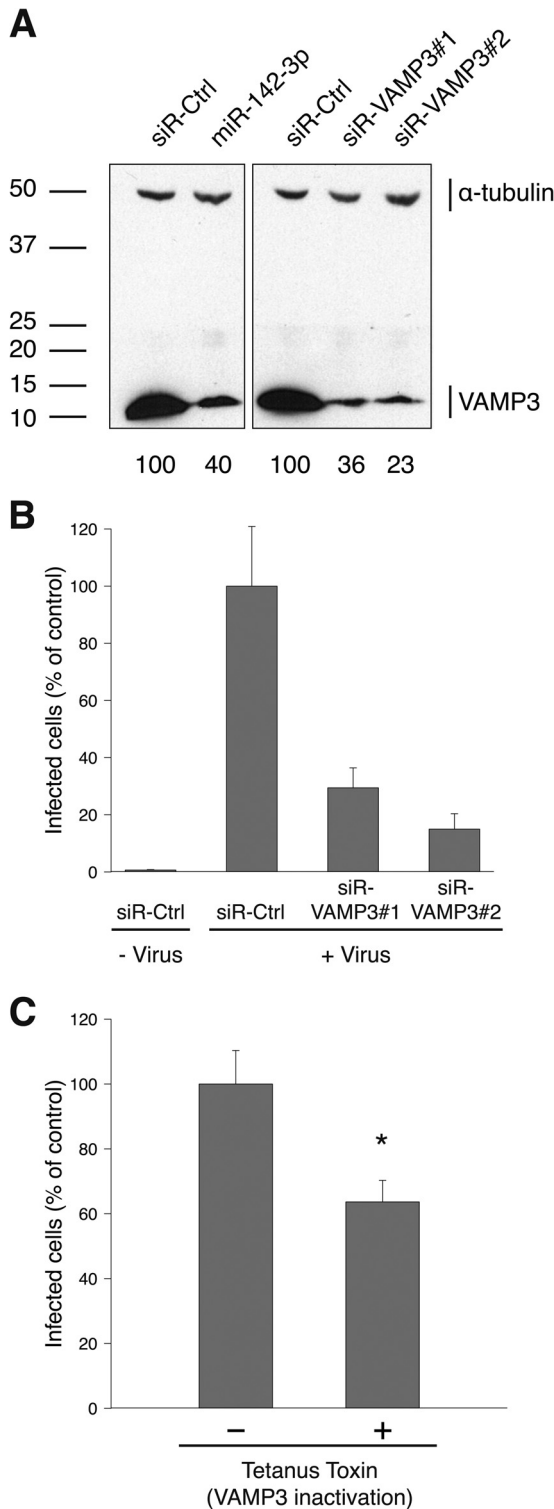 A
siR-Ctrl
miR-142-3p
siR-Ctrl
siR-VAMP3#1
siR-VAMP3#2
50
α-tubulin
37
25
20
15
VAMP3
10
100 40 100 36 23
B
120
100
80
60
40
20
0
Infected cells (% of control)
siR-Ctrl siR-Ctrl siR-VAMP3#1 siR-VAMP3#2
- Virus + Virus
C
120
100
80
60
40
20
0
Infected cells (% of control)
*
− +
Tetanus Toxin
(VAMP3 inactivation)